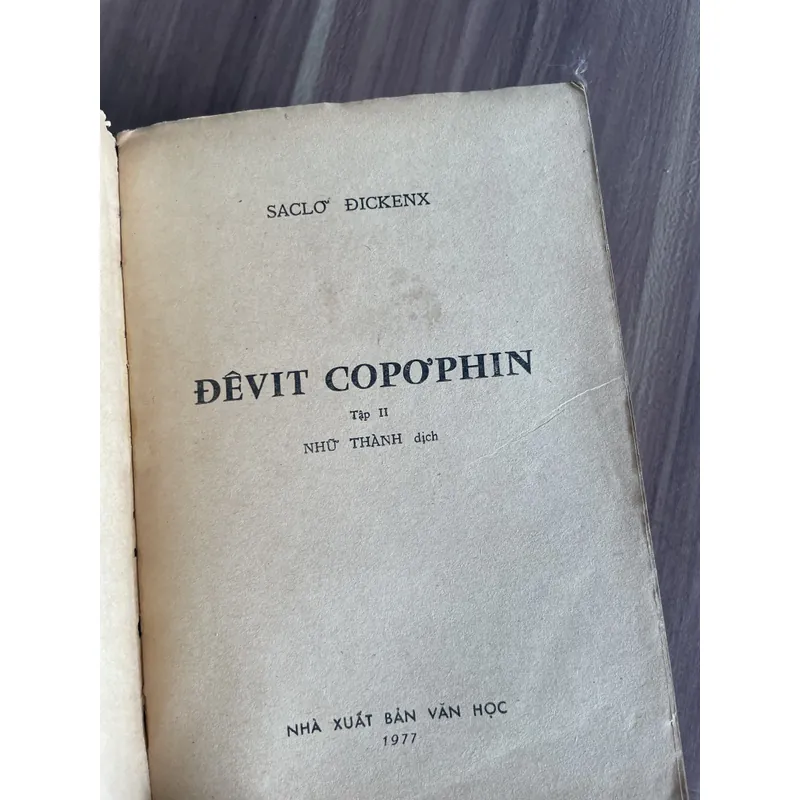 SACLƠ ĐICKENX
ĐÊVIT COPƠPHIN
Tập II
NHỮ THÀNH dịch
NHÀ XUẤT BẢN VĂN HỌC
1977